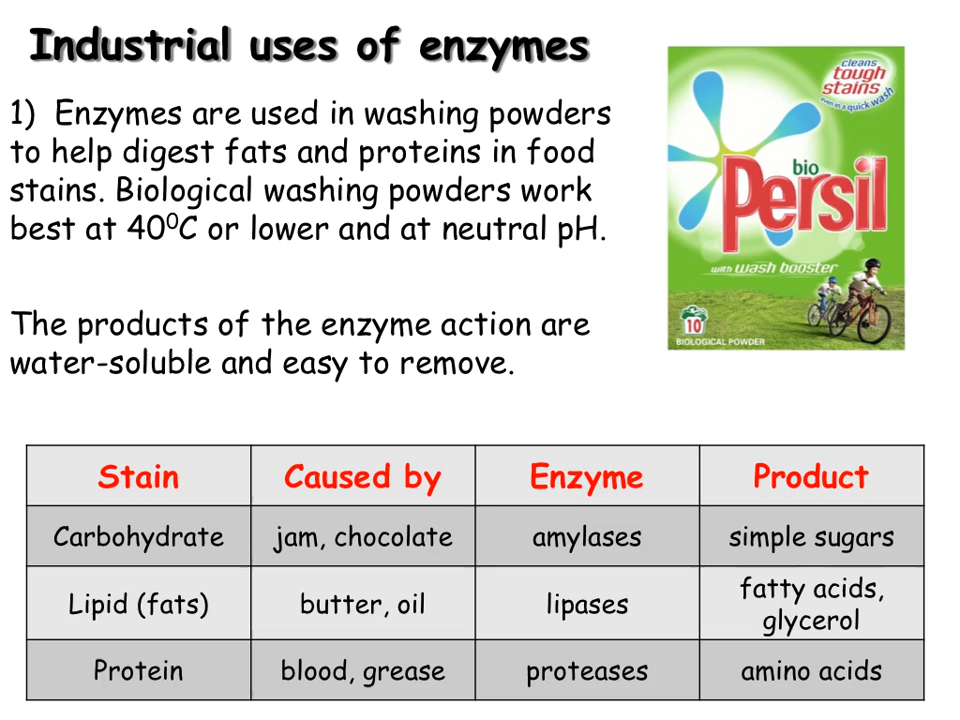 Industrial uses of enzymes
1) Enzymes are used in washing powders
to help digest fats and proteins in food
stains. Biological washing powders work
best at 40⁰C or lower and at neutral pH.
The products of the enzyme action are
water-soluble and easy to remove.
cleans
tough
stains
even in a quick wash
bio
Persil
with wash booster
10
BIOLOGICAL POWDER
Stain Caused by Enzyme Product
Carbohydrate jam, chocolate amylases simple sugars
Lipid (fats) butter, oil lipases fatty acids,
glycerol
Protein blood, grease proteases amino acids